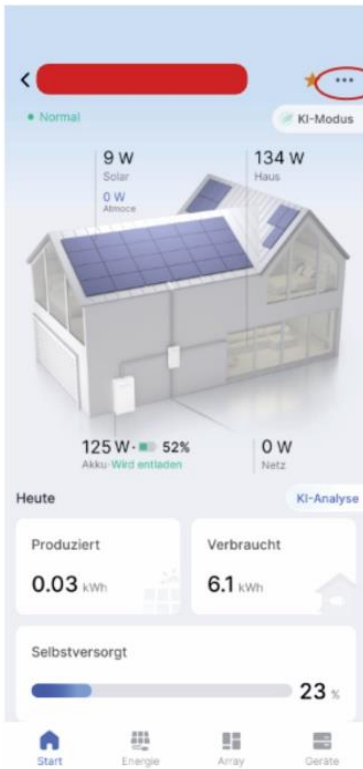 Normal
KI-Modus
9 W
Solar
0 W
Atmoce
134 W
Haus
125 W · 52%
Akku·Wird entladen
0 W
Netz
Heute
KI-Analyse
Produziert
0.03 kWh
Verbraucht
6.1 kWh
Selbstversorgt
23 %
Start
Energie
Array
Geräte